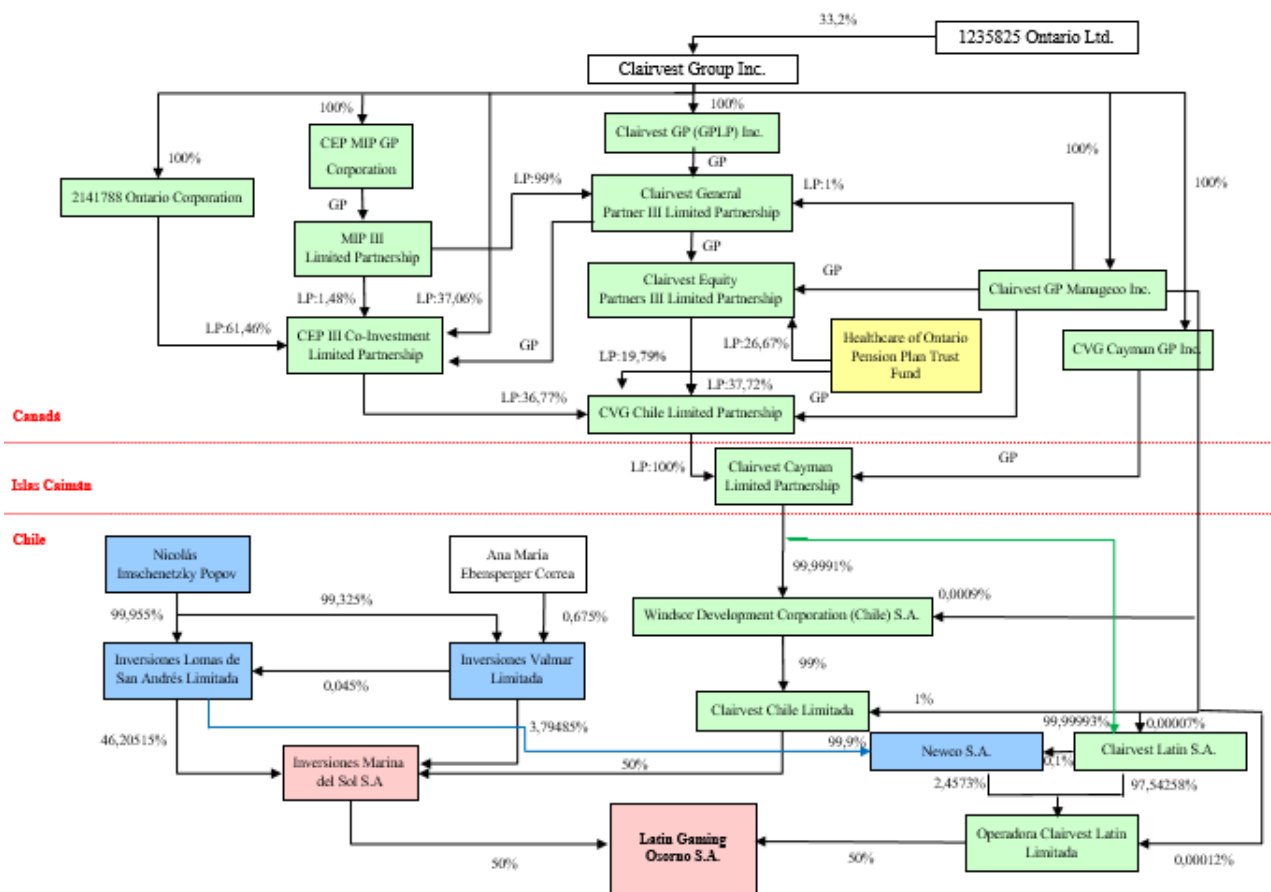 33,2%
1235825 Ontario Ltd.
Clairvest Group Inc.
100%
100%
Clairvest GP (GPLP) Inc.
CEP MIP GP
Corporation
100%
GP
100%
LP:99%
LP:1%
100%
2141788 Ontario Corporation
Clairvest General
Partner III Limited Partnership
GP
MIP III
Limited Partnership
GP
Clairvest Equity
Partners III Limited Partnership
GP
Clairvest GP Manageco Inc.
LP:1,48%
LP:37,06%
LP:61,46%
CEP III Co-Investment
Limited Partnership
GP
LP:26,67%
Healthcare of Ontario
Pension Plan Trust
Fund
CVG Cayman GP Inc.
LP:19,79%
LP:37,72%
LP:36,77%
CVG Chile Limited Partnership
GP
Canadá
LP:100%
Clairvest Cayman
Limited Partnership
GP
Islas Caimán
Chile
Nicolás
Imschenetzky Popov
Ana María
Ebensperger Correa
99,9991%
99,955%
99,325%
0,675%
0,0009%
Windsor Development Corporation (Chile) S.A.
Inversiones Lomas de
San Andrés Limitada
0,045%
Inversiones Valmar
Limitada
99%
Clairvest Chile Limitada
1%
46,20515%
3,79485%
99,99993%
0,00007%
99,9%
Newco S.A.
0,1%
Clairvest Latin S.A.
Inversiones Marina
del Sol S.A
50%
2,4573%
97,54258%
Latin Gaming
Osorno S.A.
Operadora Clairvest Latin
Limitada
50%
50%
0,00012%